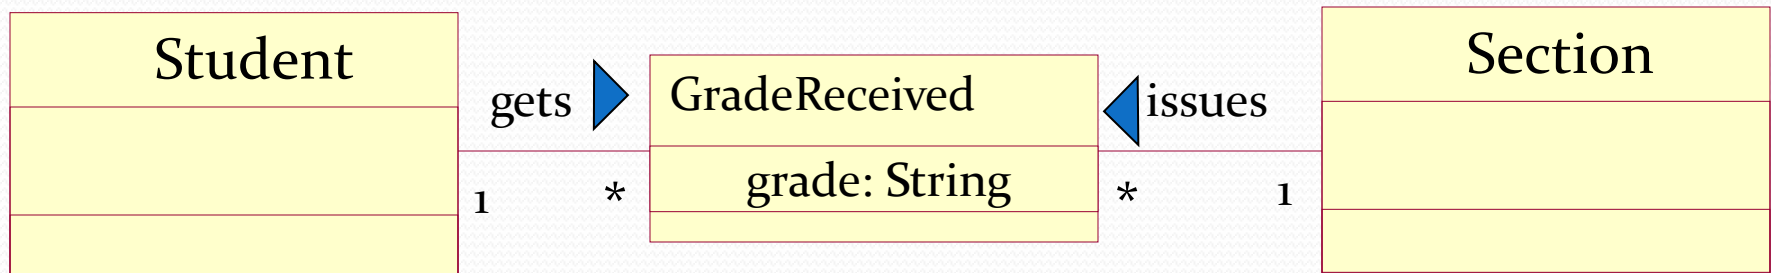 Student
gets
GradeReceived
issues
Section
grade: String
1
*
*
1